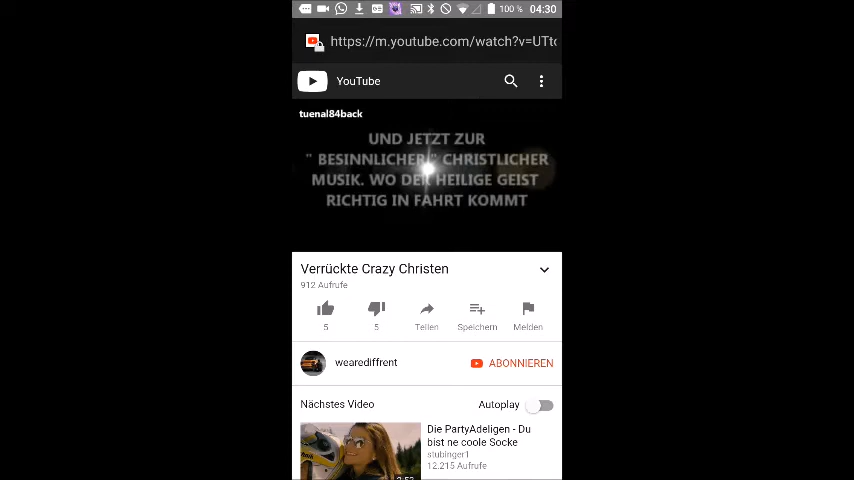 100 % 04:30
https://m.youtube.com/watch?v=UTtc
YouTube
tuenal84back
UND JETZT ZUR
" BESINNLICHER " CHRISTLICHER
MUSIK. WO DER HEILIGE GEIST
RICHTIG IN FAHRT KOMMT
Verrückte Crazy Christen
912 Aufrufe
5 5 Teilen Speichern Melden
wearediffrent ABONNIEREN
Nächstes Video Autoplay
Die PartyAdeligen - Du
bist ne coole Socke
stubinger1
12.215 Aufrufe